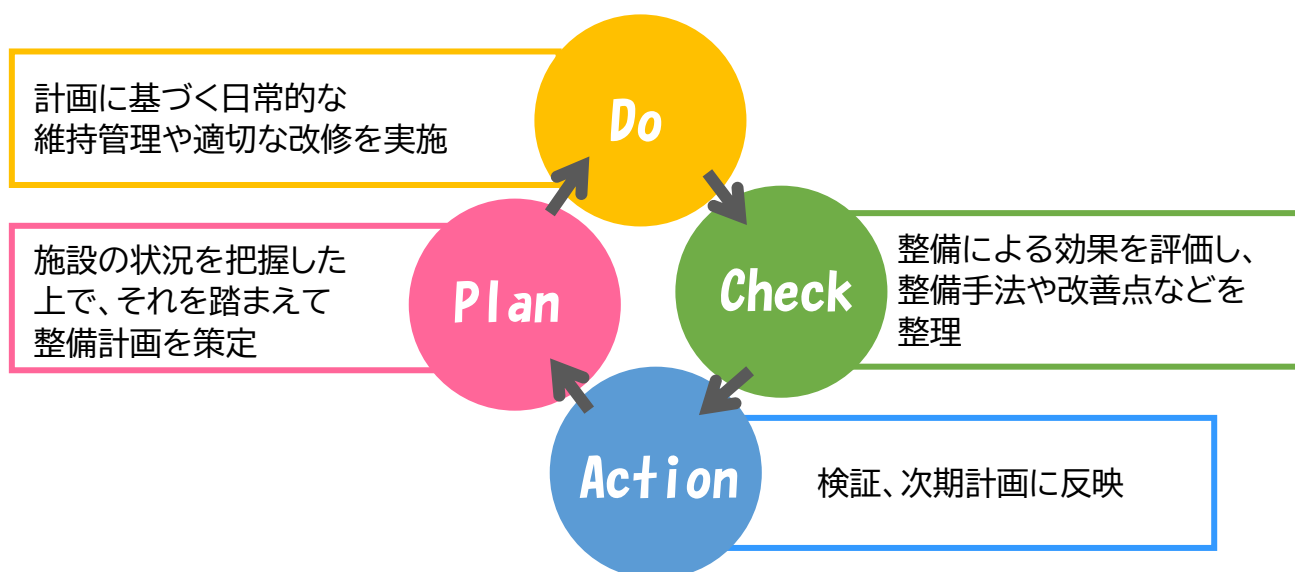 計画に基づく日常的な
維持管理や適切な改修を実施
Do
施設の状況を把握した
上で、それを踏まえて
整備計画を策定
Plan
Check
整備による効果を評価し、
整備手法や改善点などを
整理
Action
検証、次期計画に反映